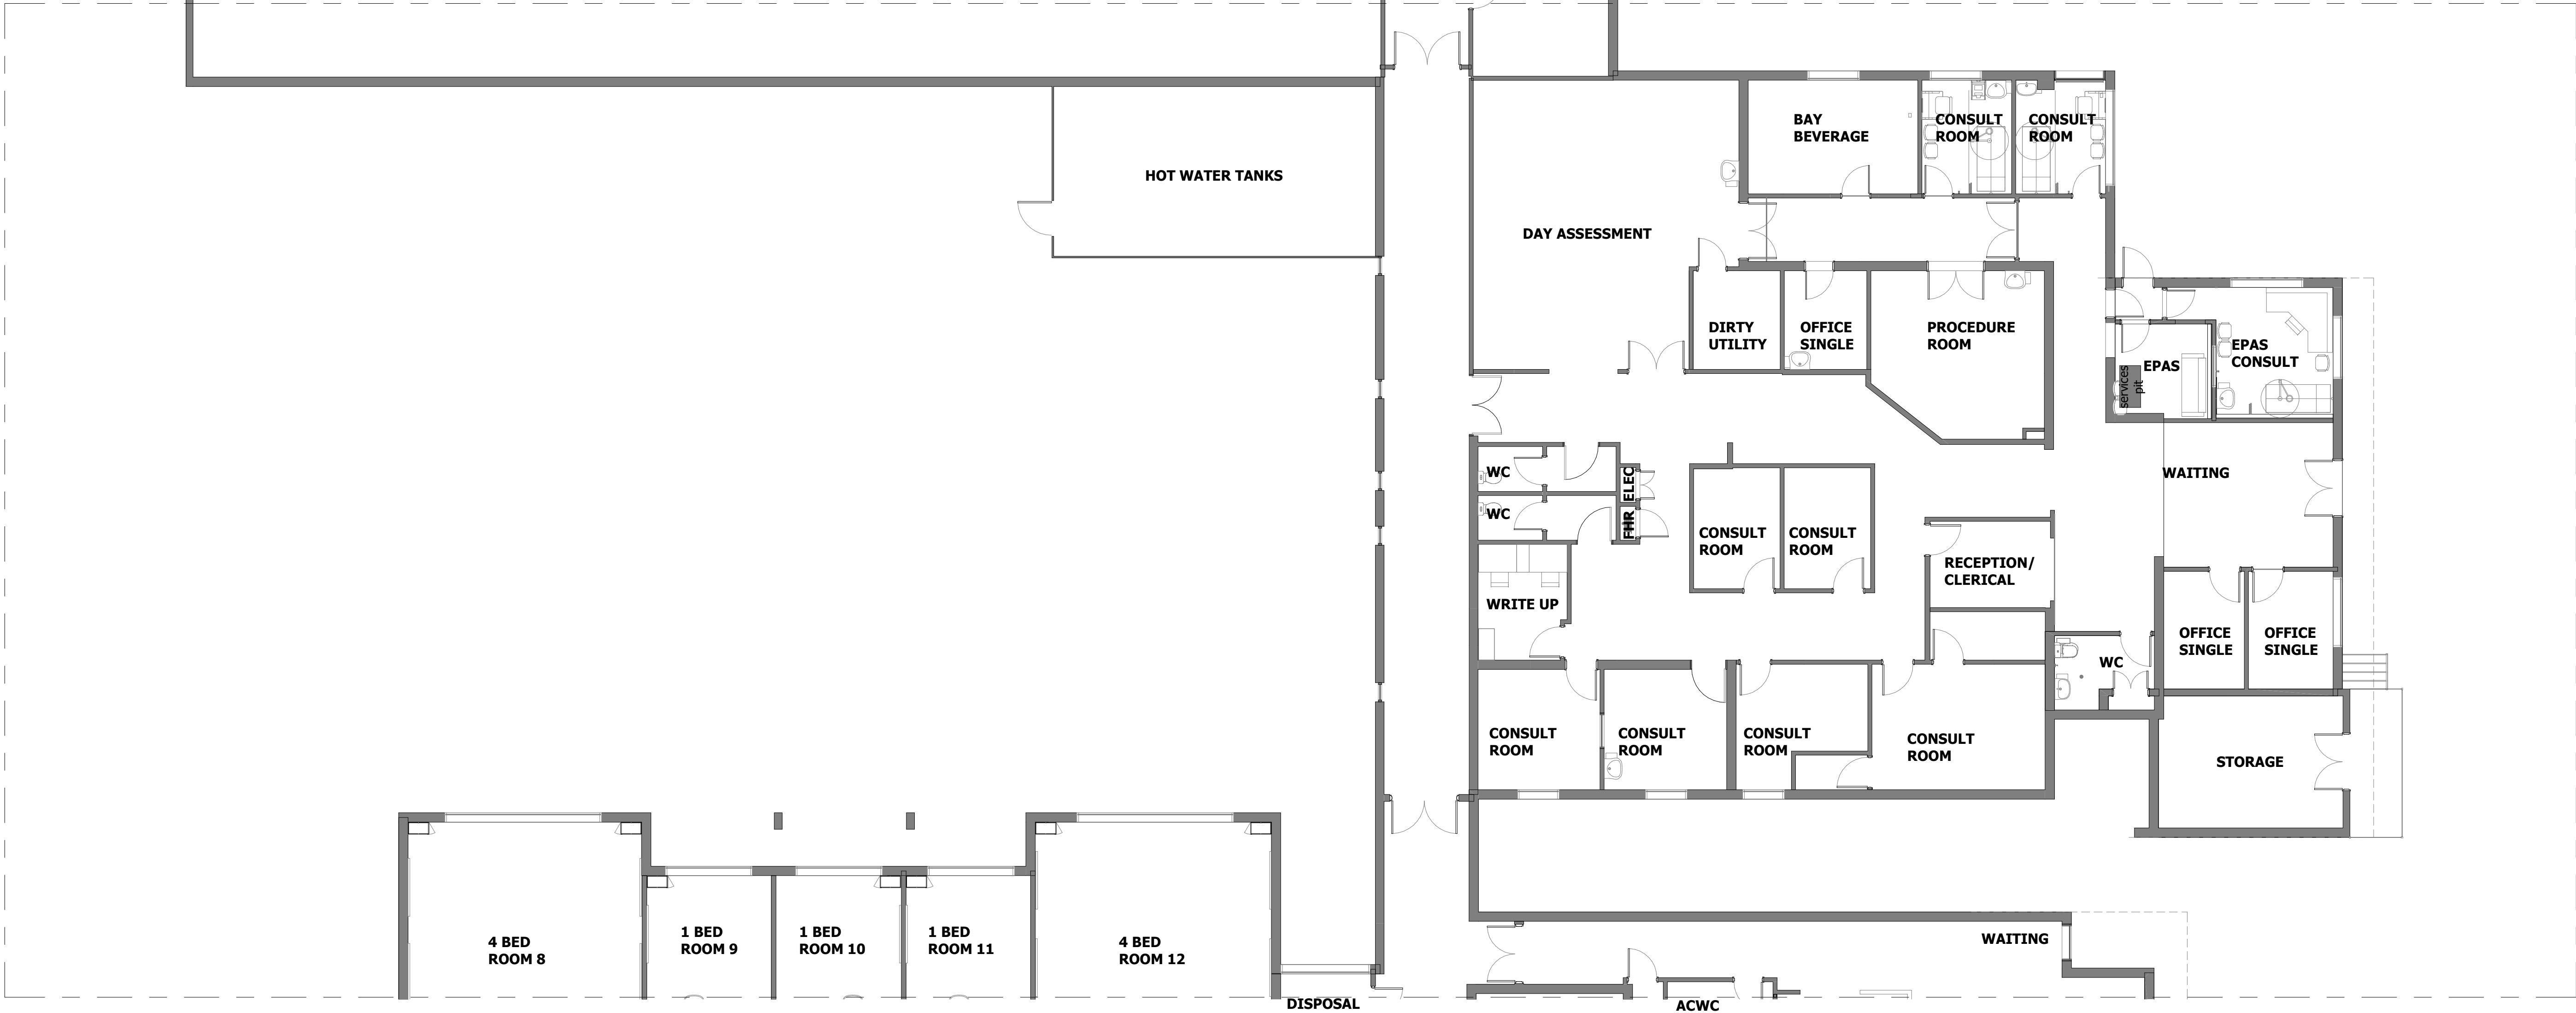 HOT WATER TANKS
DAY ASSESSMENT
BAY
BEVERAGE
CONSULT
ROOM
CONSULT
ROOM
DIRTY
UTILITY
OFFICE
SINGLE
PROCEDURE
ROOM
EPAS
services
pit
EPAS
CONSULT
WC
WC
ELEC
FHR
CONSULT
ROOM
CONSULT
ROOM
WAITING
RECEPTION/
CLERICAL
WRITE UP
OFFICE
SINGLE
OFFICE
SINGLE
WC
CONSULT
ROOM
CONSULT
ROOM
CONSULT
ROOM
CONSULT
ROOM
STORAGE
4 BED
ROOM 8
1 BED
ROOM 9
1 BED
ROOM 10
1 BED
ROOM 11
4 BED
ROOM 12
WAITING
DISPOSAL
ACWC